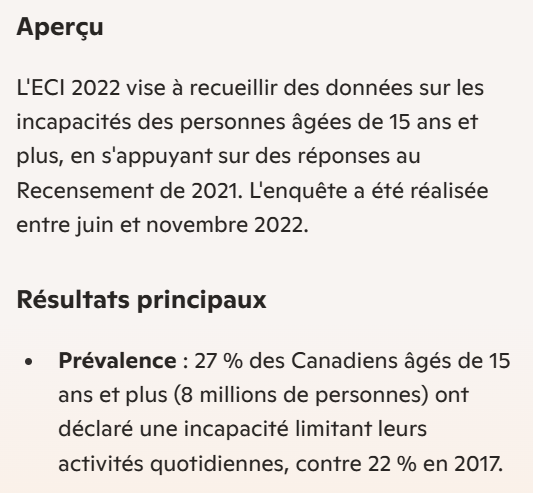 Aperçu
L'ECI 2022 vise à recueillir des données sur les
incapacités des personnes âgées de 15 ans et
plus, en s'appuyant sur des réponses au
Recensement de 2021. L'enquête a été réalisée
entre juin et novembre 2022.
Résultats principaux
• Prévalence : 27 % des Canadiens âgés de 15
ans et plus (8 millions de personnes) ont
déclaré une incapacité limitant leurs
activités quotidiennes, contre 22 % en 2017.